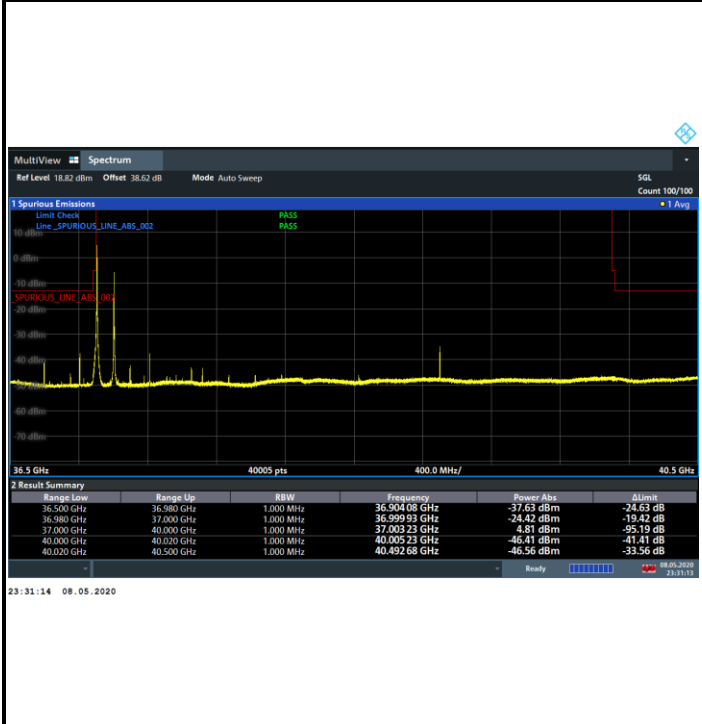 MultiView Spectrum
Ref Level 18.82 dBm Offset 38.62 dB Mode Auto Sweep SGL
Count 100/100
1 Spurious Emissions 1 Avg
Limit Check PASS
Line _SPURIOUS_LINE_ABS_002 PASS
10 dBm
0 dBm
-10 dBm
_SPURIOUS_LINE_ABS_002
-20 dBm
-30 dBm
-40 dBm
-50 dBm
-60 dBm
-70 dBm
36.5 GHz 40005 pts 400.0 MHz/ 40.5 GHz
2 Result Summary
Range Low Range Up RBW Frequency Power Abs ΔLimit
36.500 GHz 36.980 GHz 1.000 MHz 36.904 08 GHz -37.63 dBm -24.63 dB
36.980 GHz 37.000 GHz 1.000 MHz 36.999 93 GHz -24.42 dBm -19.42 dB
37.000 GHz 40.000 GHz 1.000 MHz 37.003 23 GHz 4.81 dBm -95.19 dB
40.000 GHz 40.020 GHz 1.000 MHz 40.005 23 GHz -46.41 dBm -41.41 dB
40.020 GHz 40.500 GHz 1.000 MHz 40.492 68 GHz -46.56 dBm -33.56 dB
Ready 08.05.2020
23:31:13
23:31:14 08.05.2020